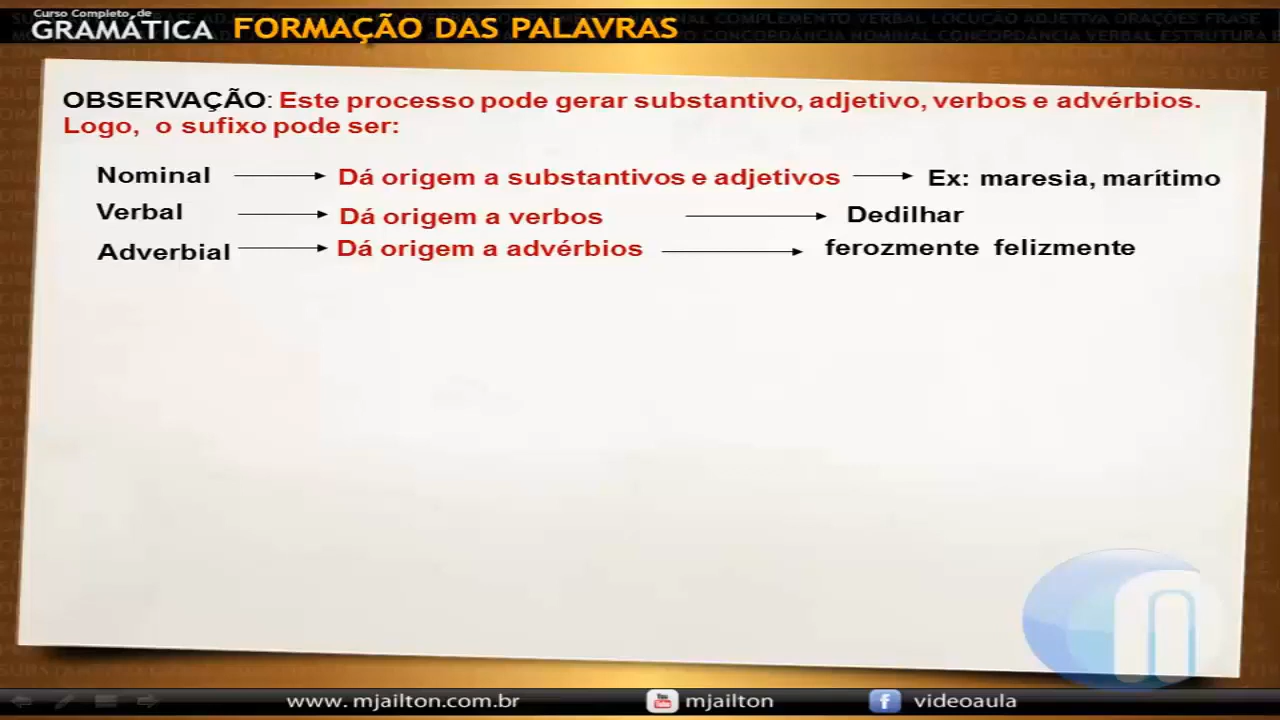 Curso Completo de
GRAMÁTICA FORMAÇÃO DAS PALAVRAS
OBSERVAÇÃO: Este processo pode gerar substantivo, adjetivo, verbos e advérbios.
Logo, o sufixo pode ser:
Nominal Dá origem a substantivos e adjetivos Ex: maresia, marítimo
Verbal Dá origem a verbos Dedilhar
Adverbial Dá origem a advérbios ferozmente felizmente
www. mjailton.com.br mjailton videoaula